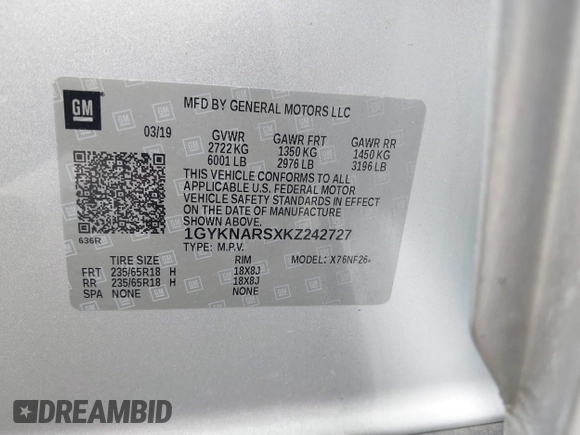 GM
MFD BY GENERAL MOTORS LLC
03/19 GVWR GAWR FRT GAWR RR
2722 KG 1350 KG 1450 KG
6001 LB 2976 LB 3196 LB
THIS VEHICLE CONFORMS TO ALL
APPLICABLE U.S. FEDERAL MOTOR
VEHICLE SAFETY STANDARDS IN EFFECT
ON THE DATE OF MANUFACTURE
SHOWN ABOVE.
636R
1GYKNARSXKZ242727
TYPE: M.P.V. MODEL: X76NF26*
TIRE SIZE RIM
FRT 235/65R18 H 18X8J
RR 235/65R18 H 18X8J
SPA NONE NONE
DREAMBID